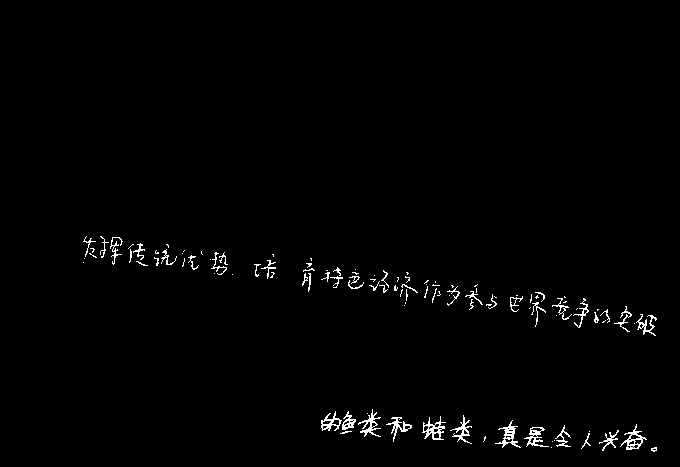 发挥传统优势.培育特色经济作为参与世界竞争的突破
的鱼类和蛙类,真是全人兴奋。